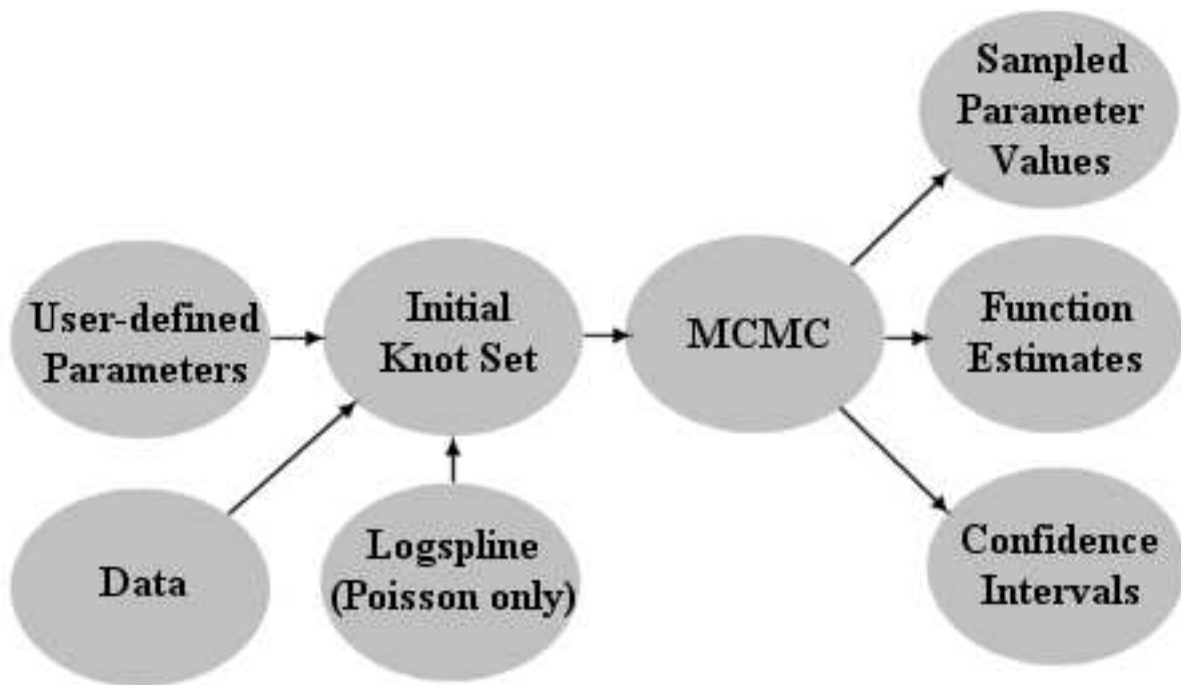 Sampled
Parameter
Values
User-defined
Parameters
Initial
Knot Set
MCMC
Function
Estimates
Data
Logspline
(Poisson only)
Confidence
Intervals